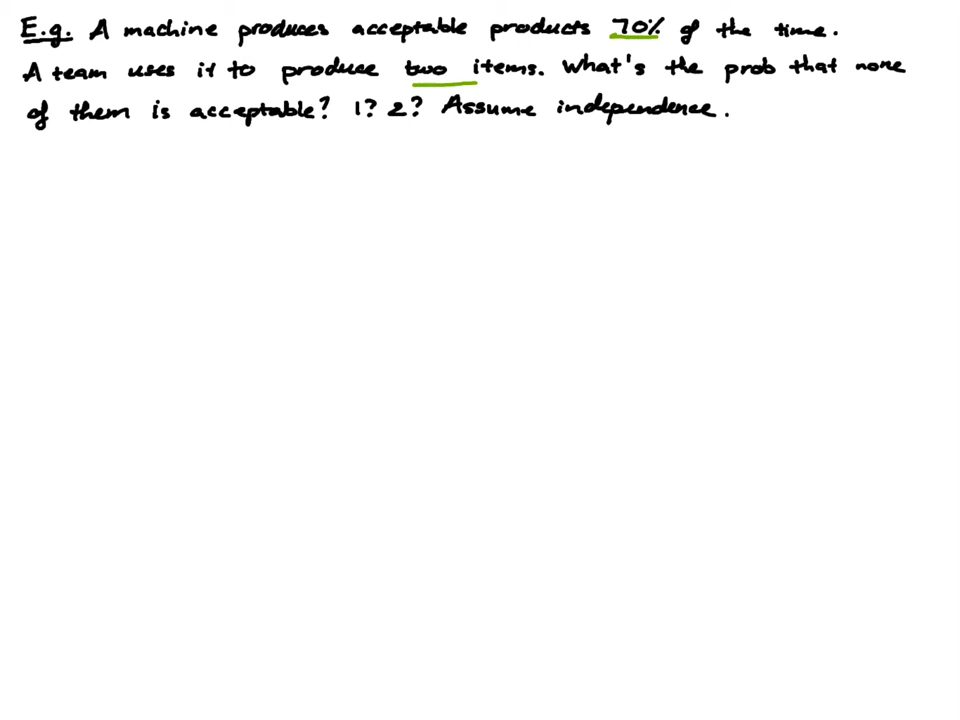 E.g. A machine produces acceptable products 70% of the time.
A team uses it to produce two items. What's the prob that none
of them is acceptable? 1? 2? Assume independence.